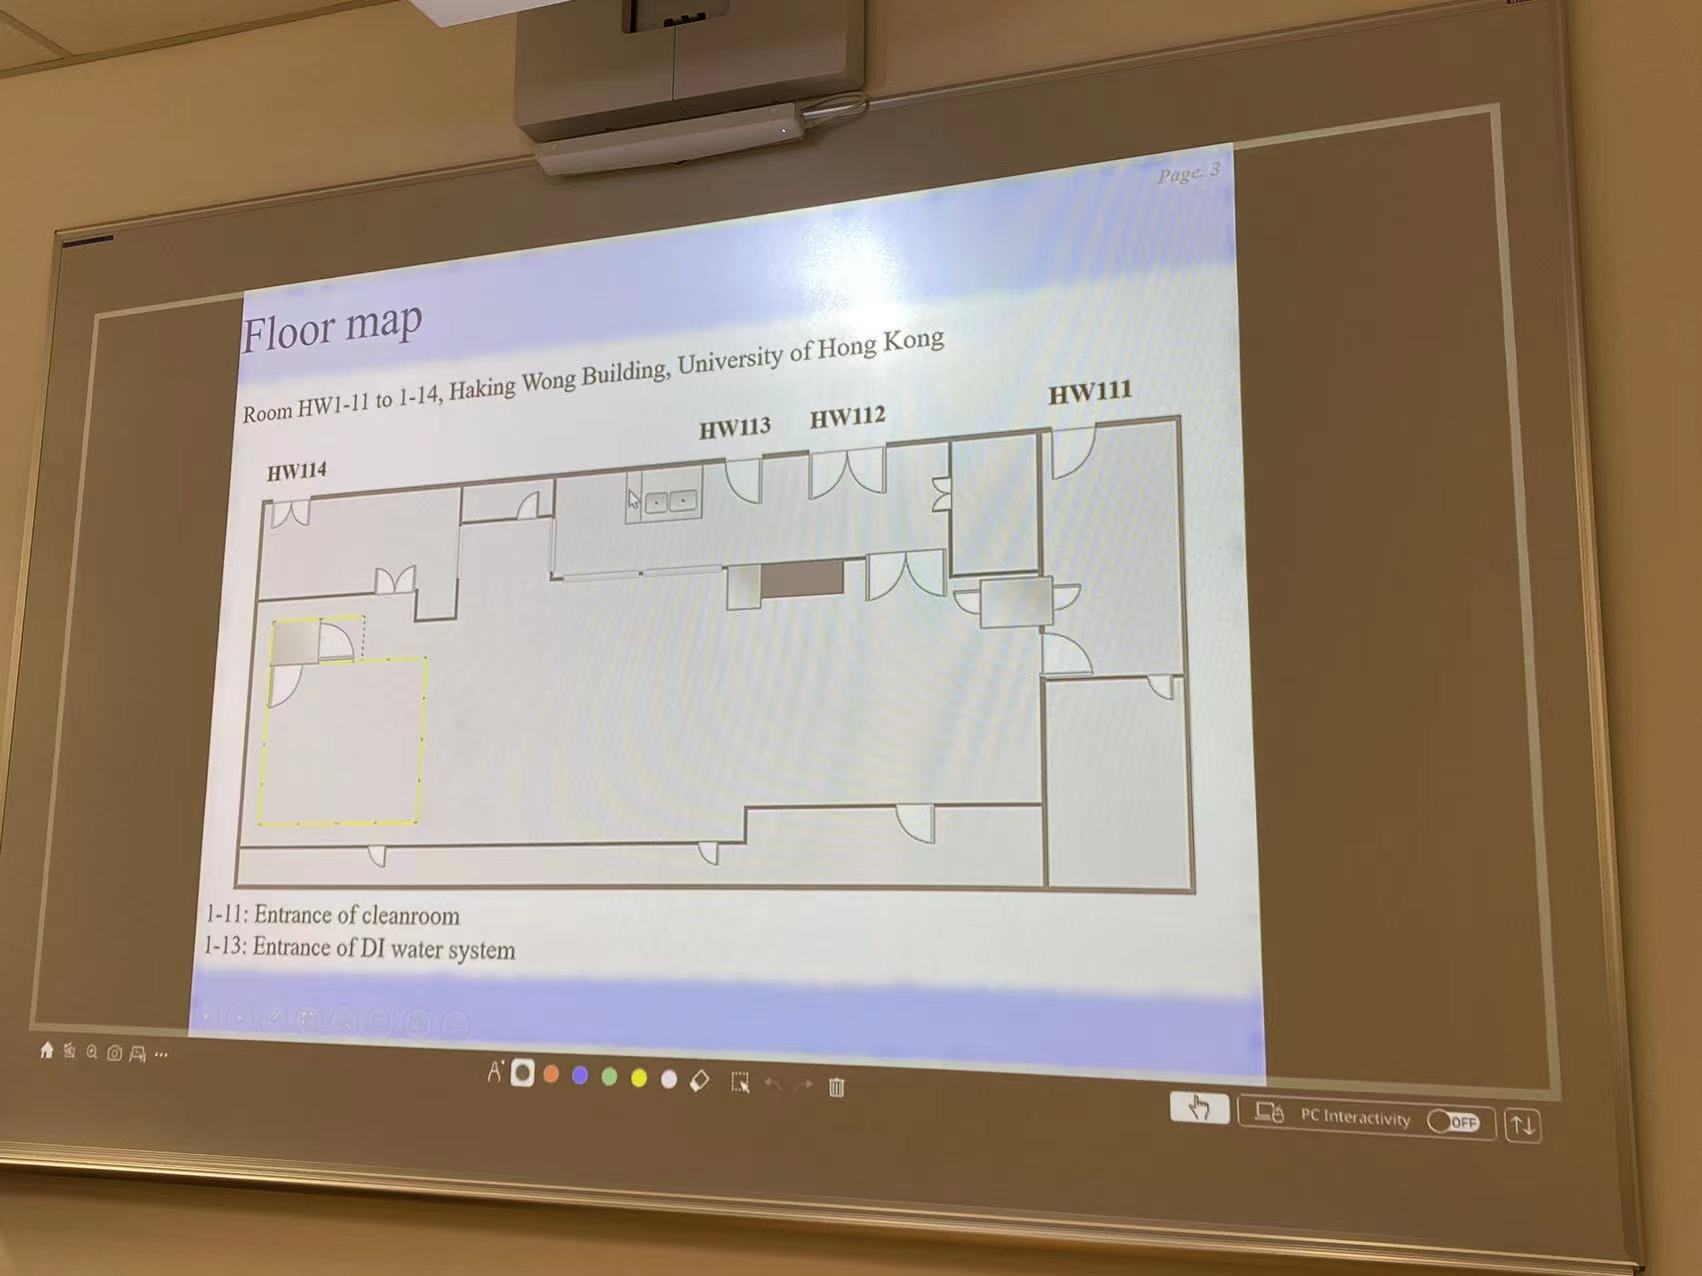 Page. 3
Floor map
Room HW1-11 to 1-14, Haking Wong Building, University of Hong Kong
HW114
HW113
HW112
HW111
1-11: Entrance of cleanroom
1-13: Entrance of DI water system
PC Interactivity
OFF